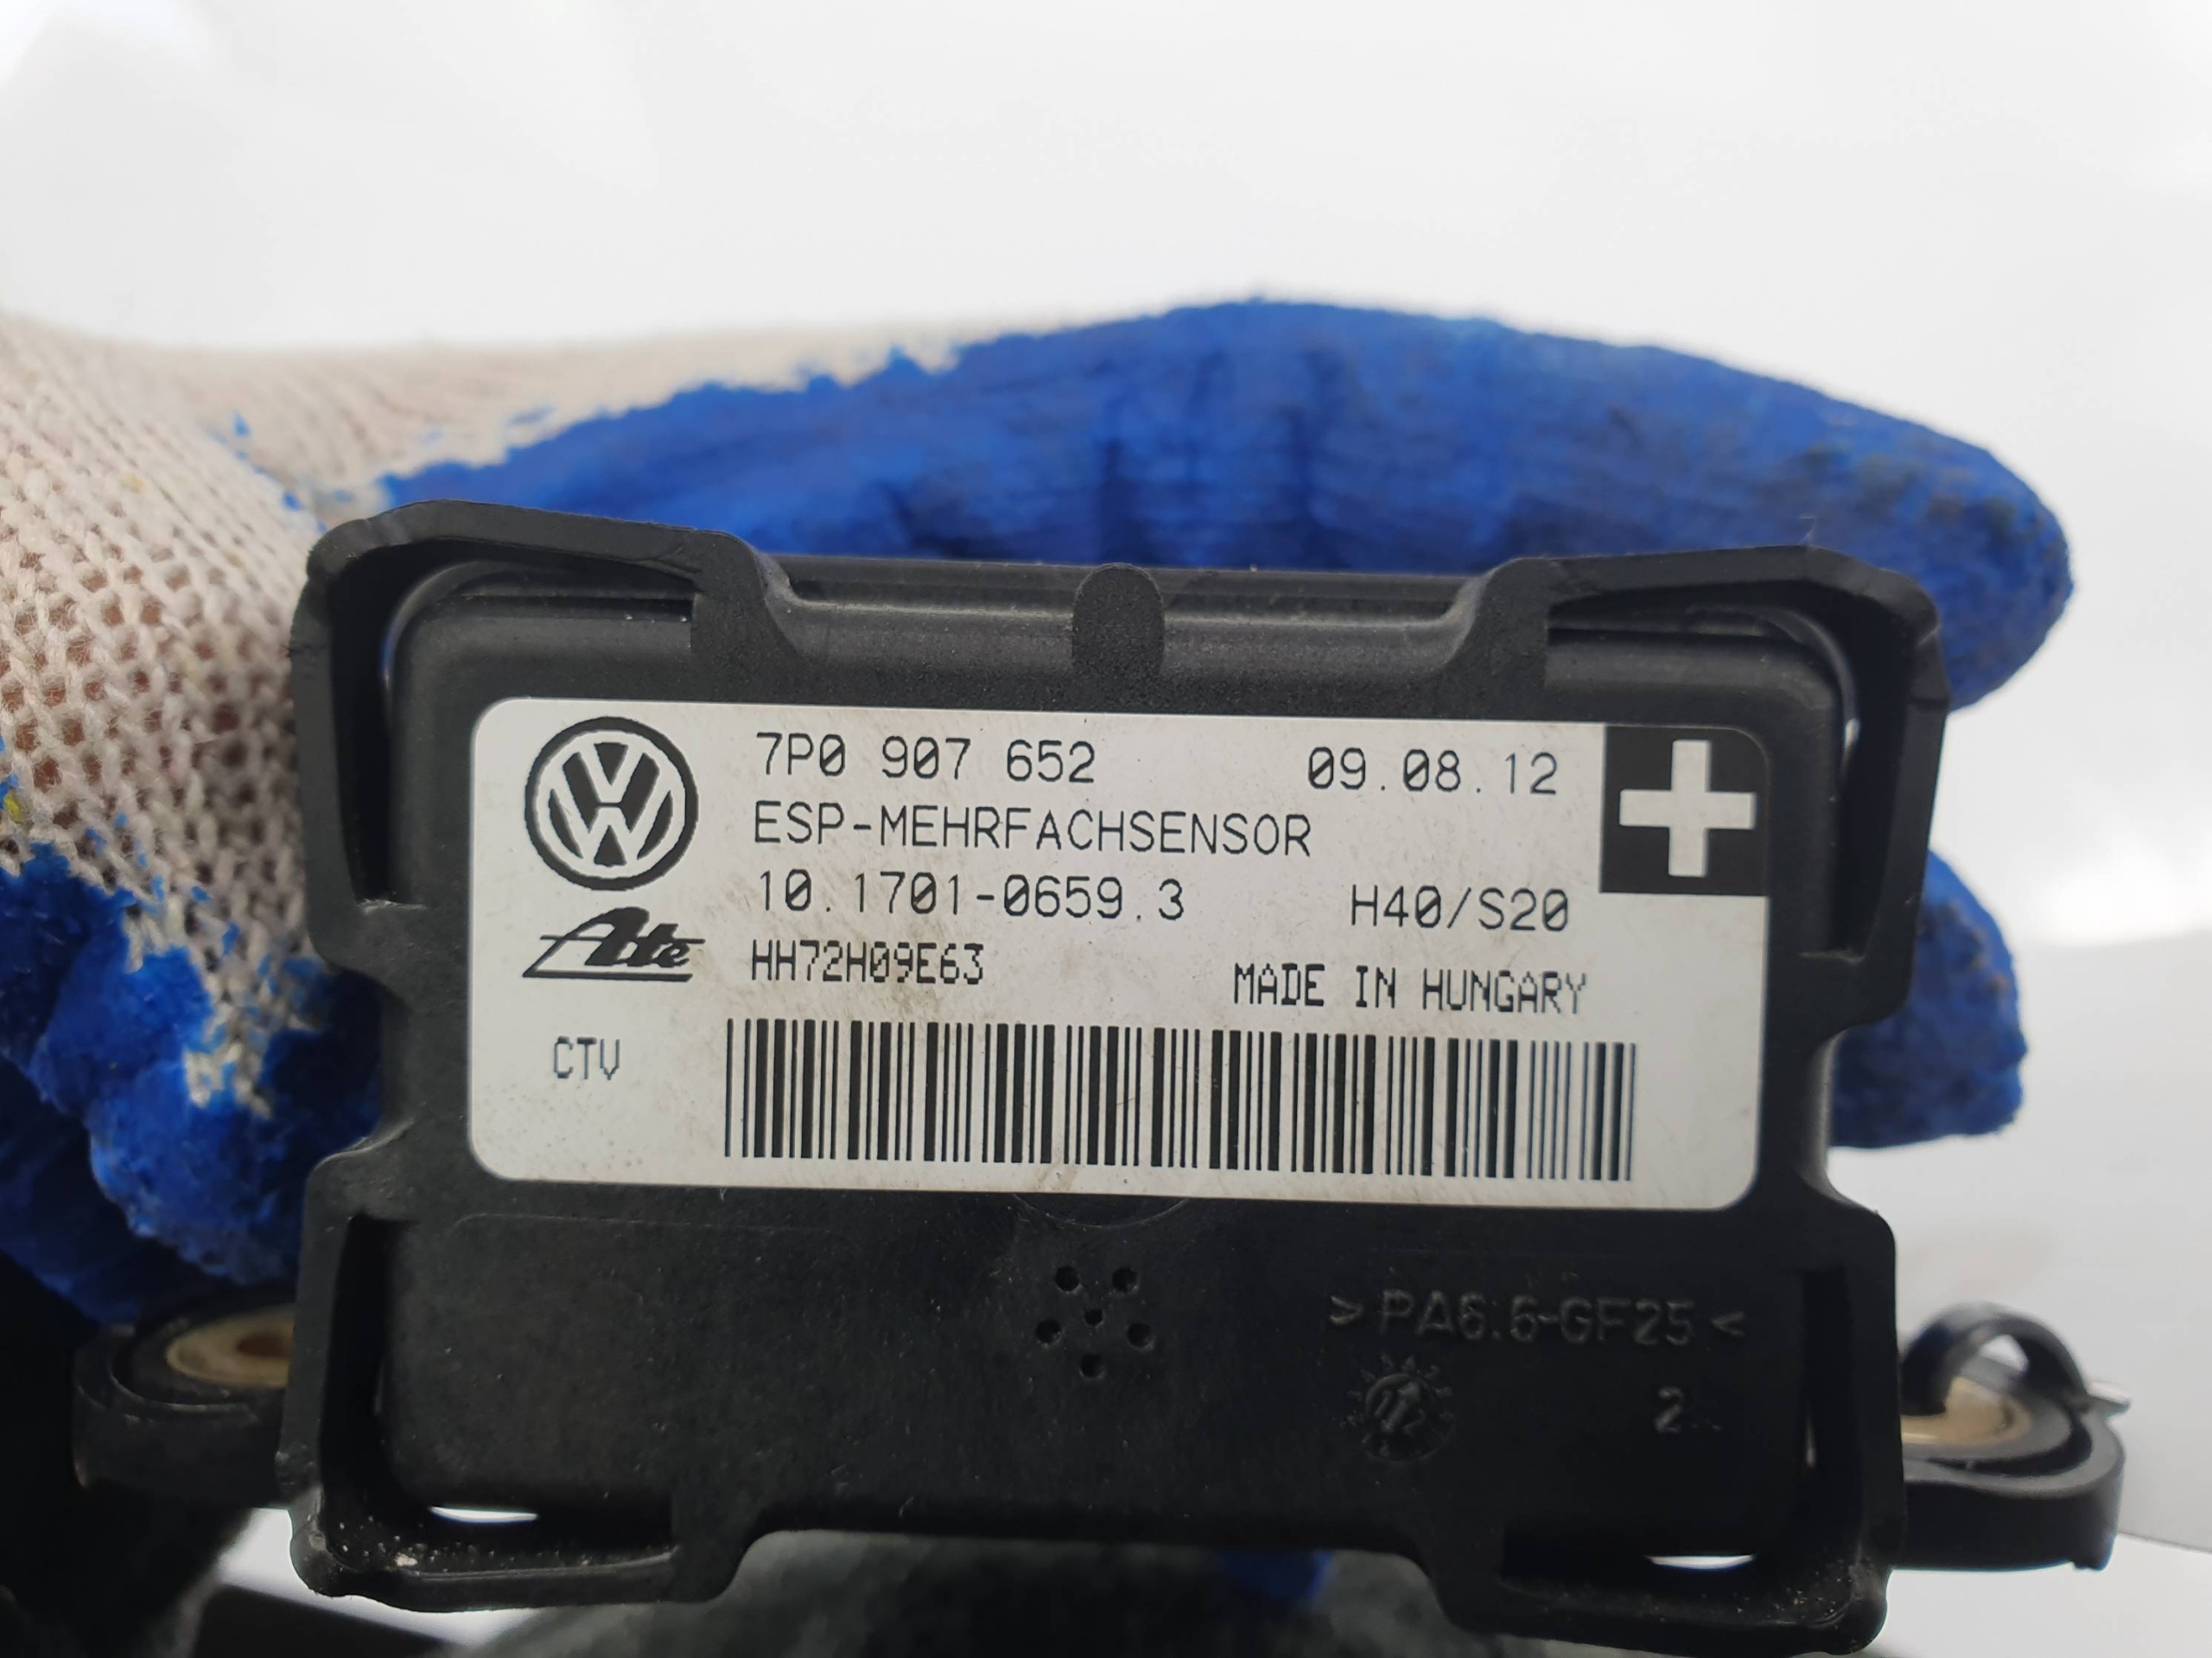 7P0 907 652 09.08.12
ESP-MEHRFACHSENSOR
10.1701-0659.3 H40/S20
Ate HH72H09E63 MADE IN HUNGARY
CTV
>PA6.6-GF25<
2